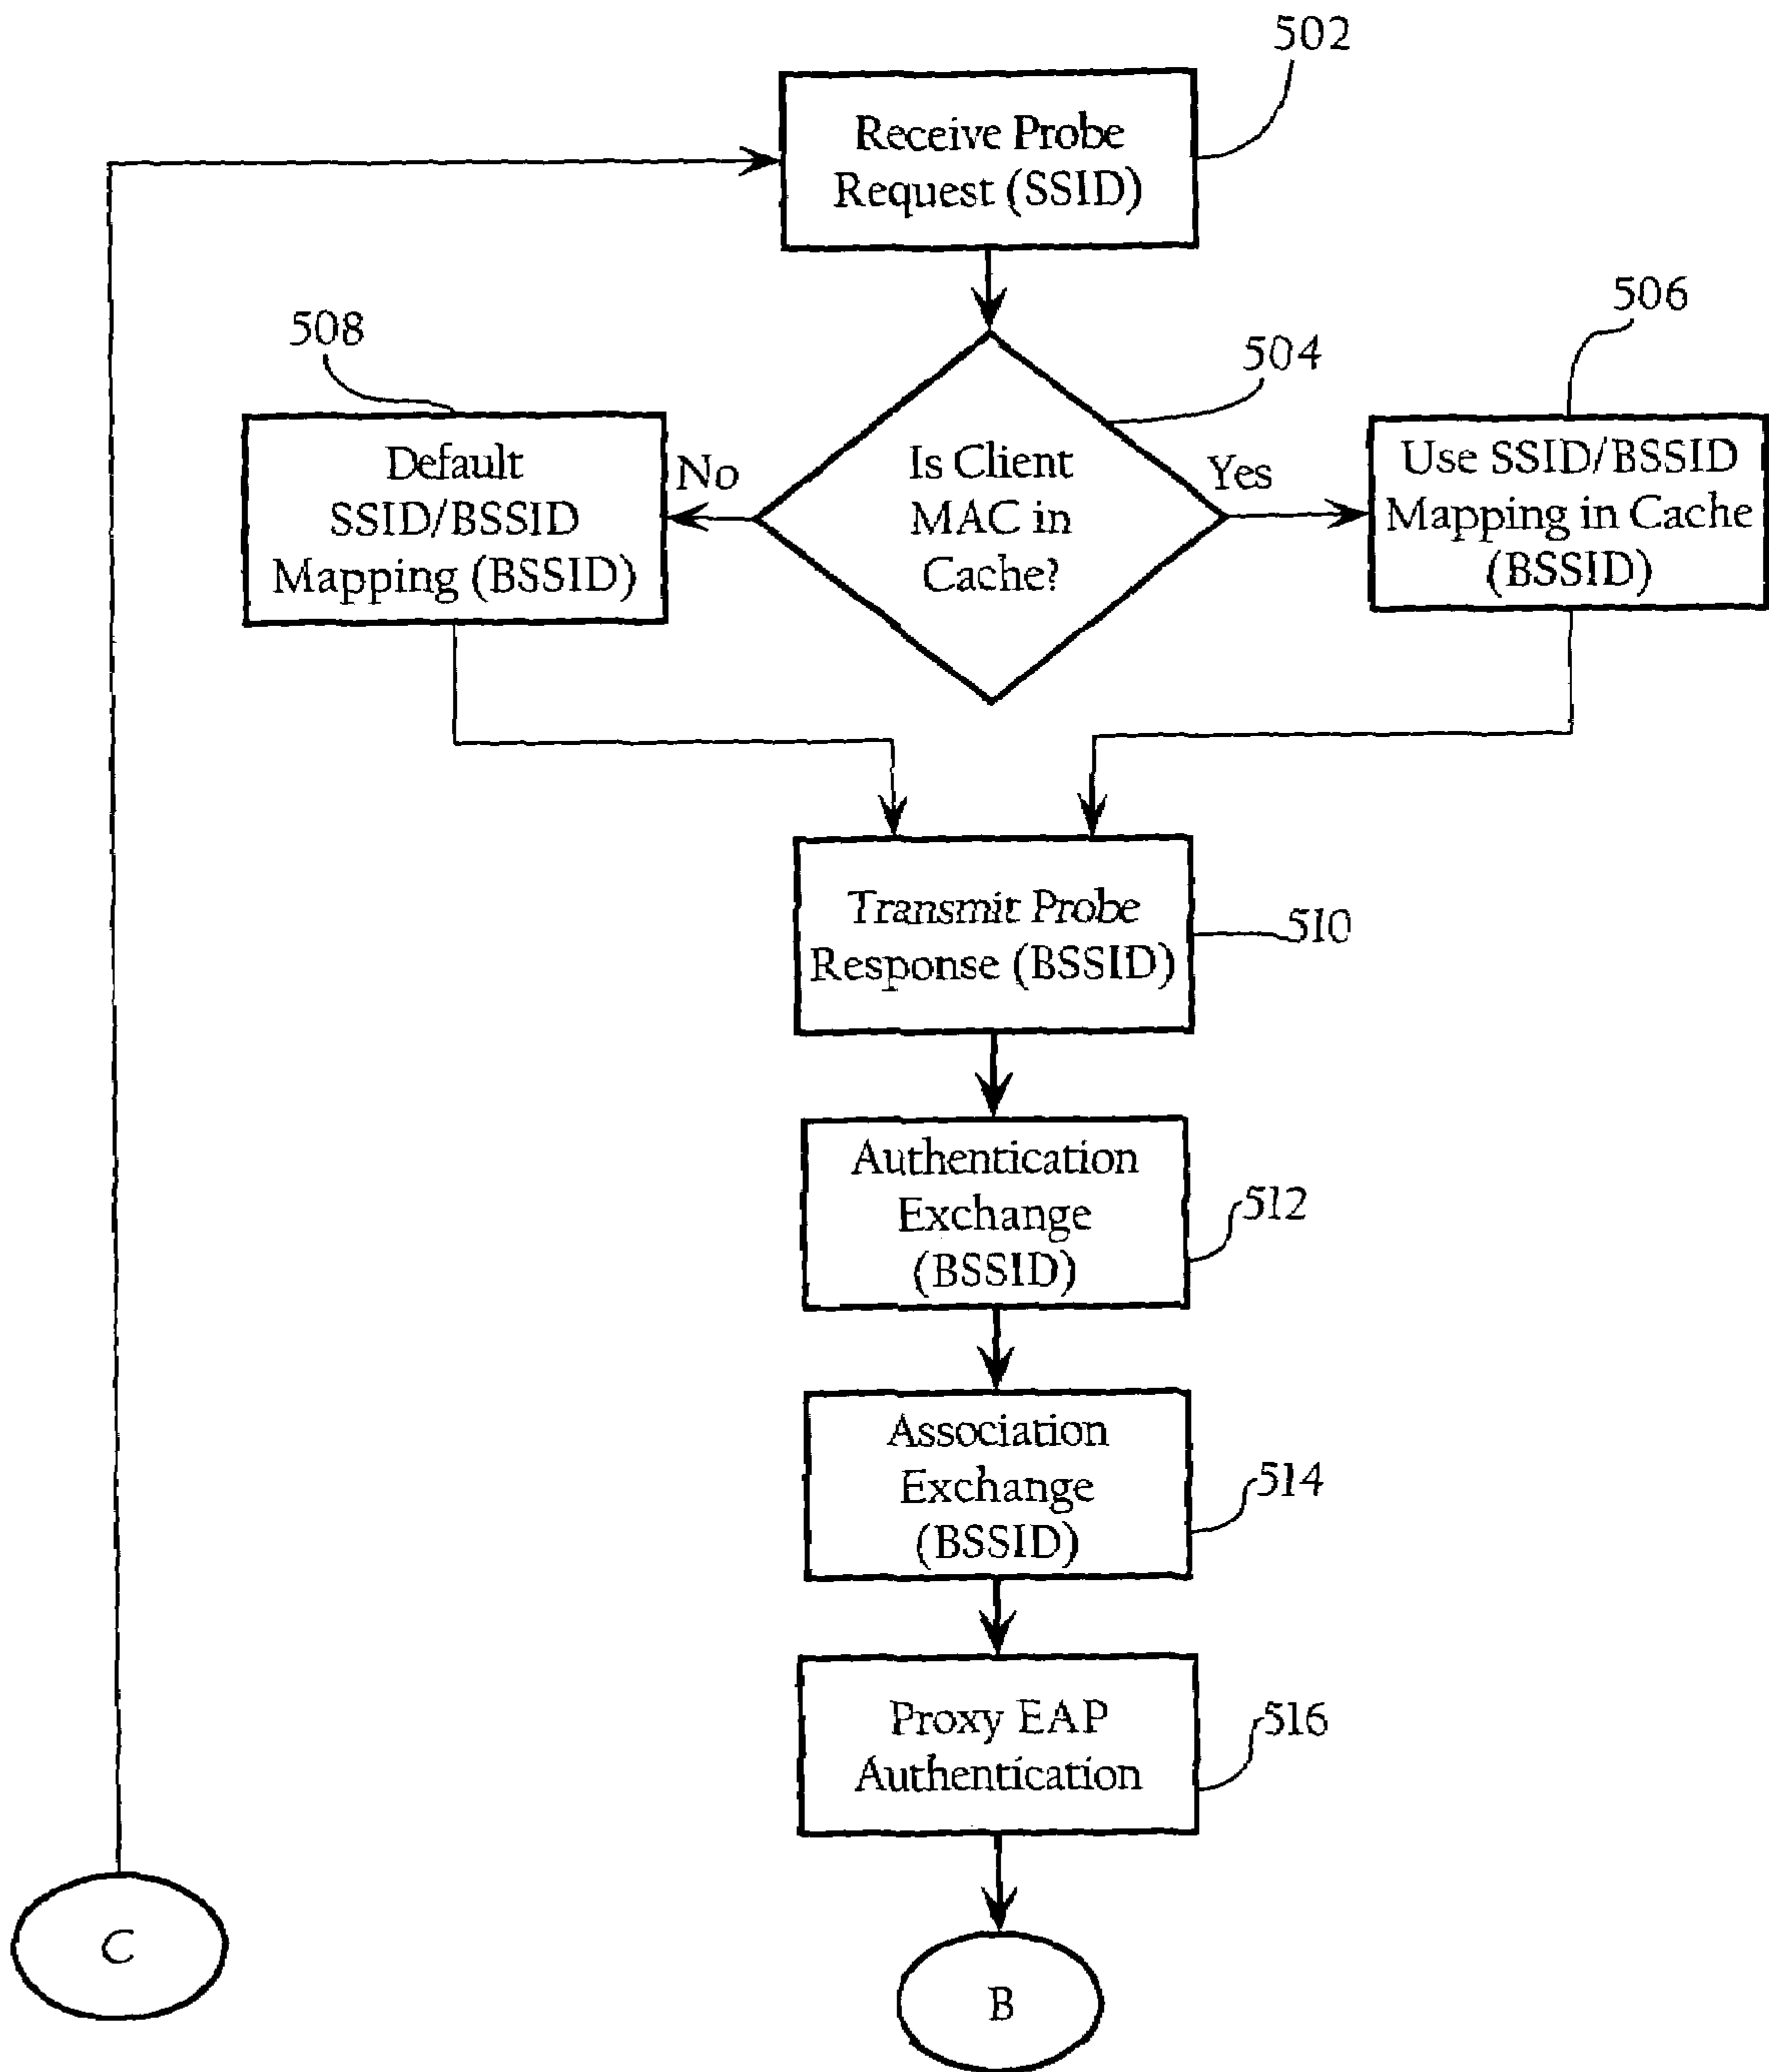 502
Receive Probe
Request (SSID)
508
504
506
Default
SSID/BSSID
Mapping (BSSID)
No
Is Client
MAC in
Cache?
Yes
Use SSID/BSSID
Mapping in Cache
(BSSID)
Transmit Probe
Response (BSSID)
510
Authentication
Exchange
(BSSID)
512
Association
Exchange
(BSSID)
514
Proxy EAP
Authentication
516
C
B